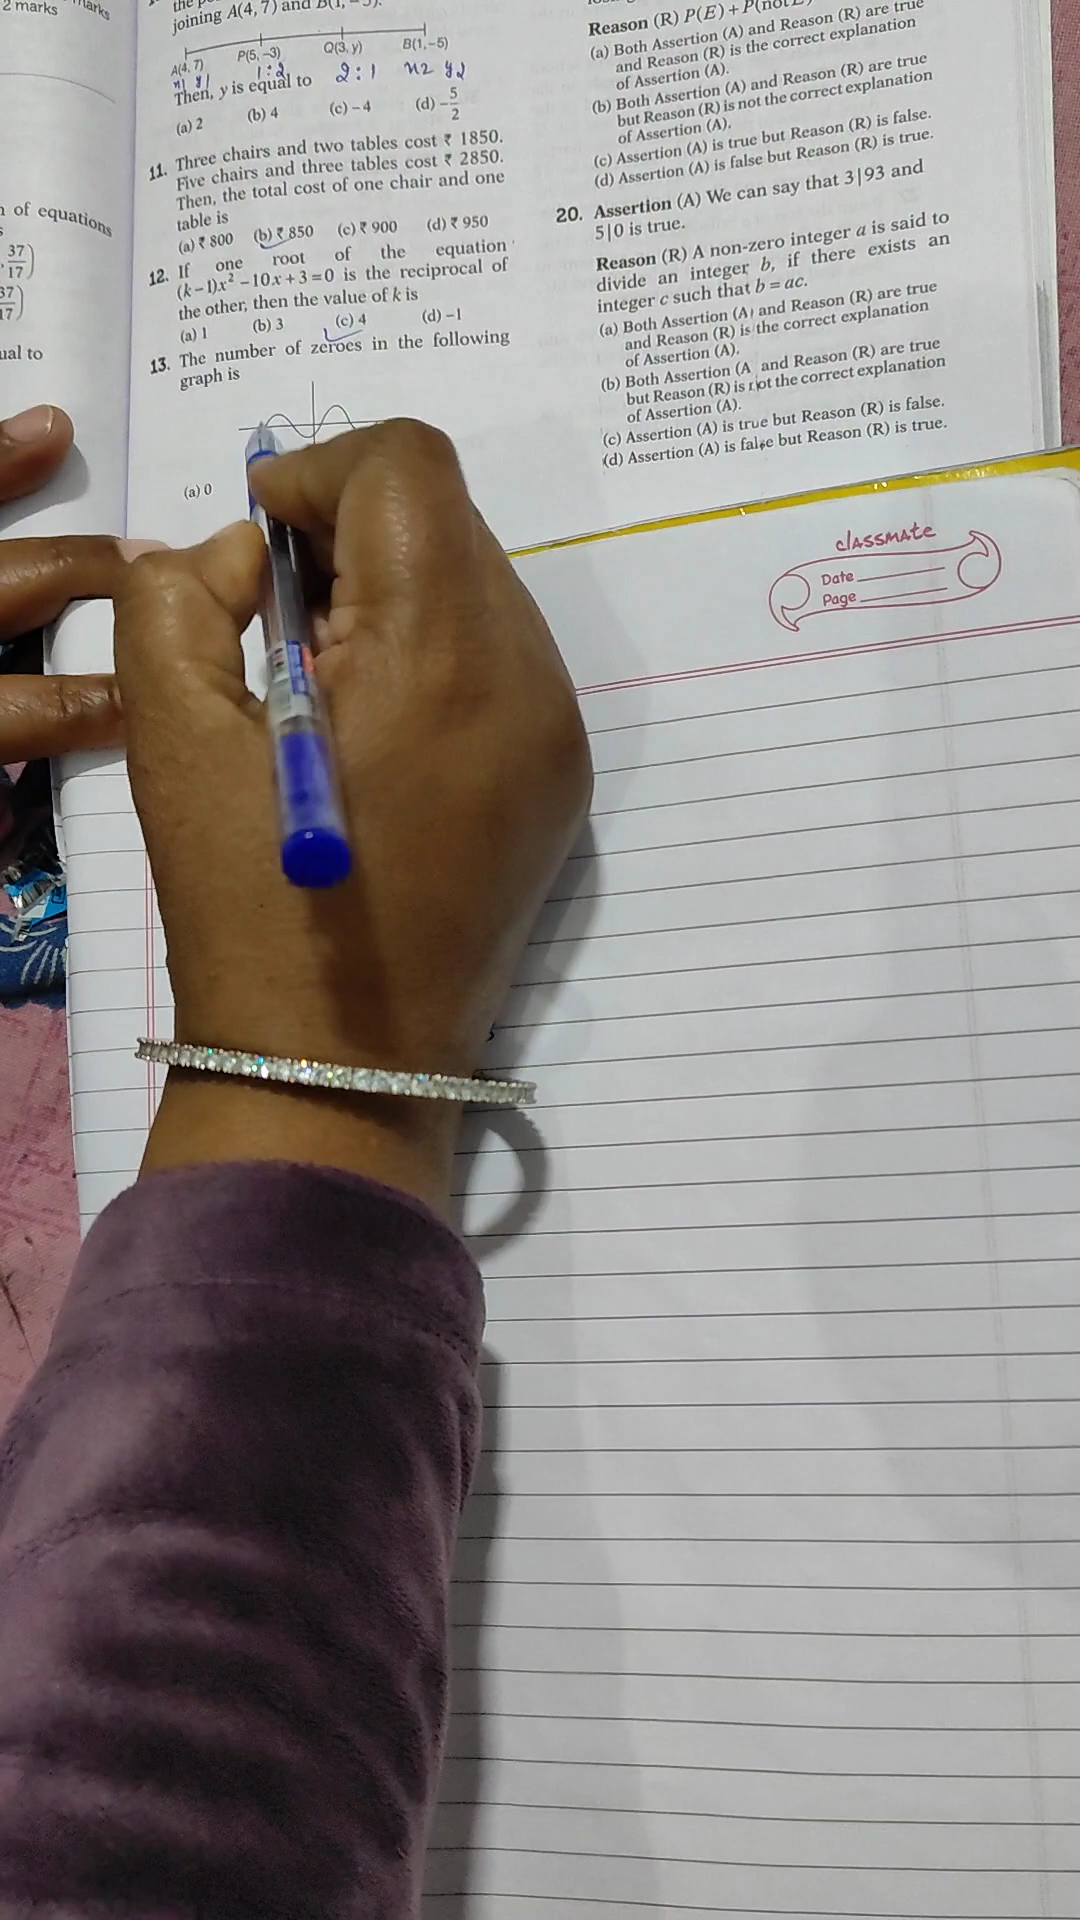 2 marks
marks
n of equations
37
17
37
17
ual to
joining A(4, 7) and B(1, −5).
A(4, 7) P(5, −3) Q(3, y) B(1,−5)
x1 y1 1:2 2:1 x2 y2
Then, y is equal to
(a) 2 (b) 4 (c) − 4 (d) −5/2
11. Three chairs and two tables cost ₹ 1850.
Five chairs and three tables cost ₹ 2850.
Then, the total cost of one chair and one
table is
(a) ₹ 800 (b) ₹ 850 (c) ₹ 900 (d) ₹ 950
12. If one root of the equation
(k−1)x² −10x+3=0 is the reciprocal of
the other, then the value of k is
(a) 1 (b) 3 (c) 4 (d) −1
13. The number of zeroes in the following
graph is
(a) 0
Reason (R) P(E) + P(not E)
(a) Both Assertion (A) and Reason (R) are true
and Reason (R) is the correct explanation
of Assertion (A).
(b) Both Assertion (A) and Reason (R) are true
but Reason (R) is not the correct explanation
of Assertion (A).
(c) Assertion (A) is true but Reason (R) is false.
(d) Assertion (A) is false but Reason (R) is true.
20. Assertion (A) We can say that 3|93 and
5|0 is true.
Reason (R) A non-zero integer a is said to
divide an integer b, if there exists an
integer c such that b = ac.
(a) Both Assertion (A) and Reason (R) are true
and Reason (R) is the correct explanation
of Assertion (A).
(b) Both Assertion (A and Reason (R) are true
but Reason (R) is not the correct explanation
of Assertion (A).
(c) Assertion (A) is true but Reason (R) is false.
(d) Assertion (A) is false but Reason (R) is true.
classmate
Date
Page